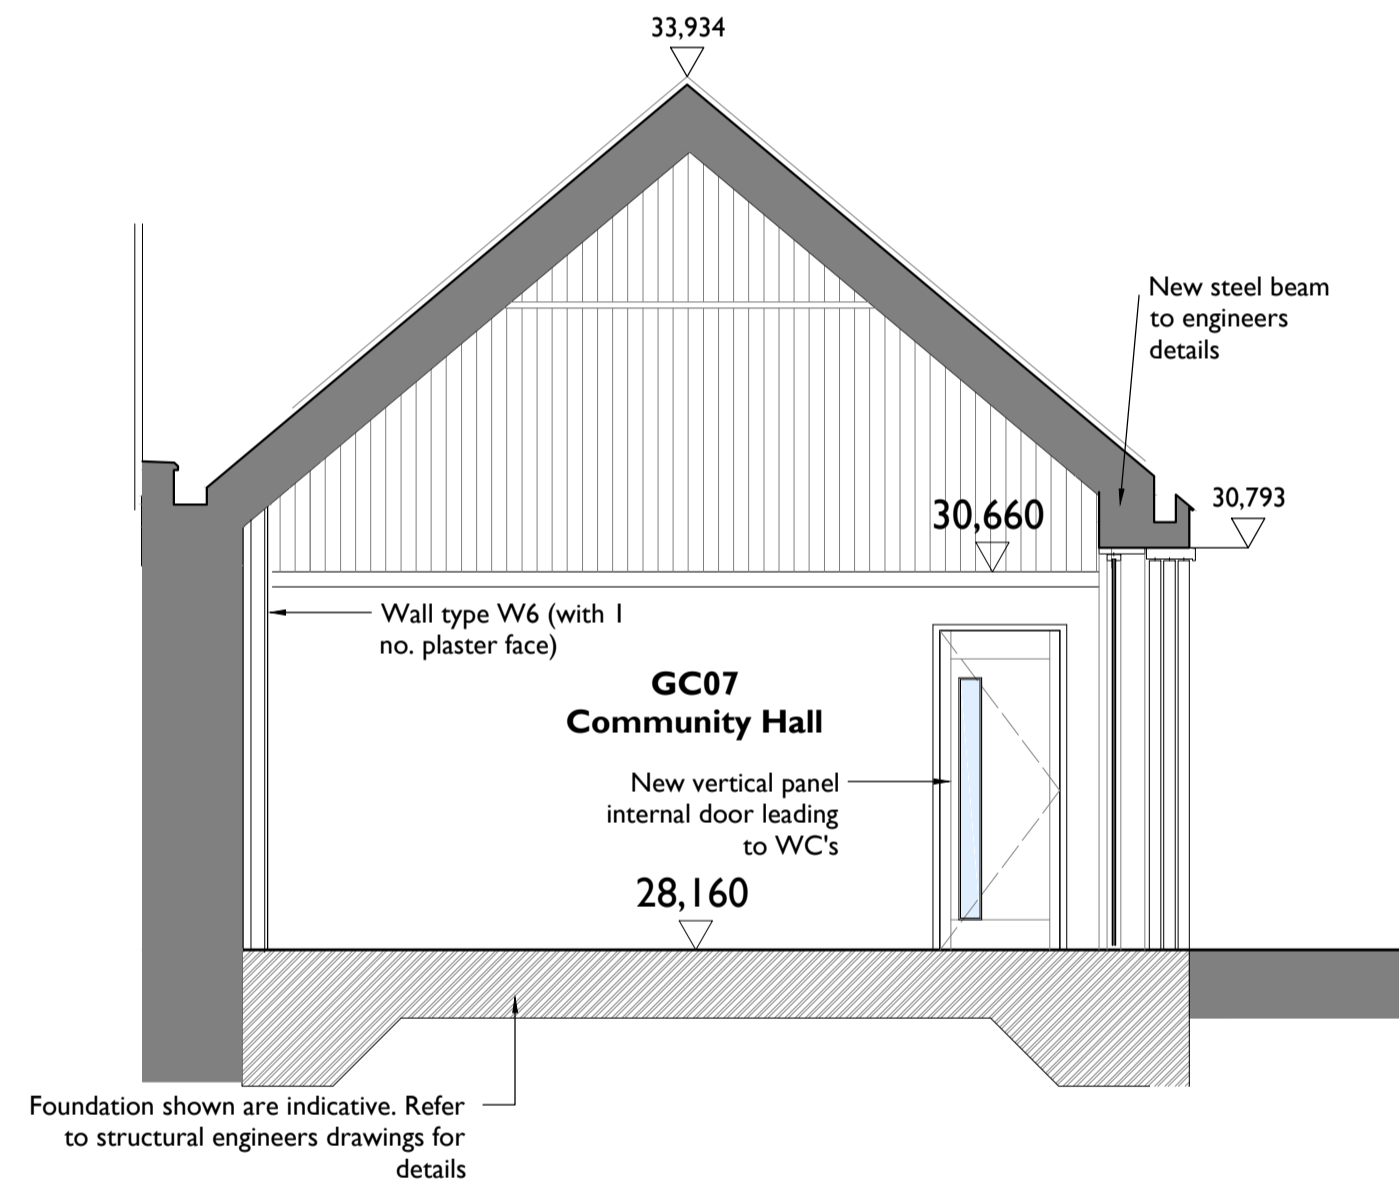 33,934
New steel beam
to engineers
details
30,793
30,660
Wall type W6 (with 1
no. plaster face)
GC07
Community Hall
New vertical panel
internal door leading
to WC's
28,160
Foundation shown are indicative. Refer
to structural engineers drawings for
details